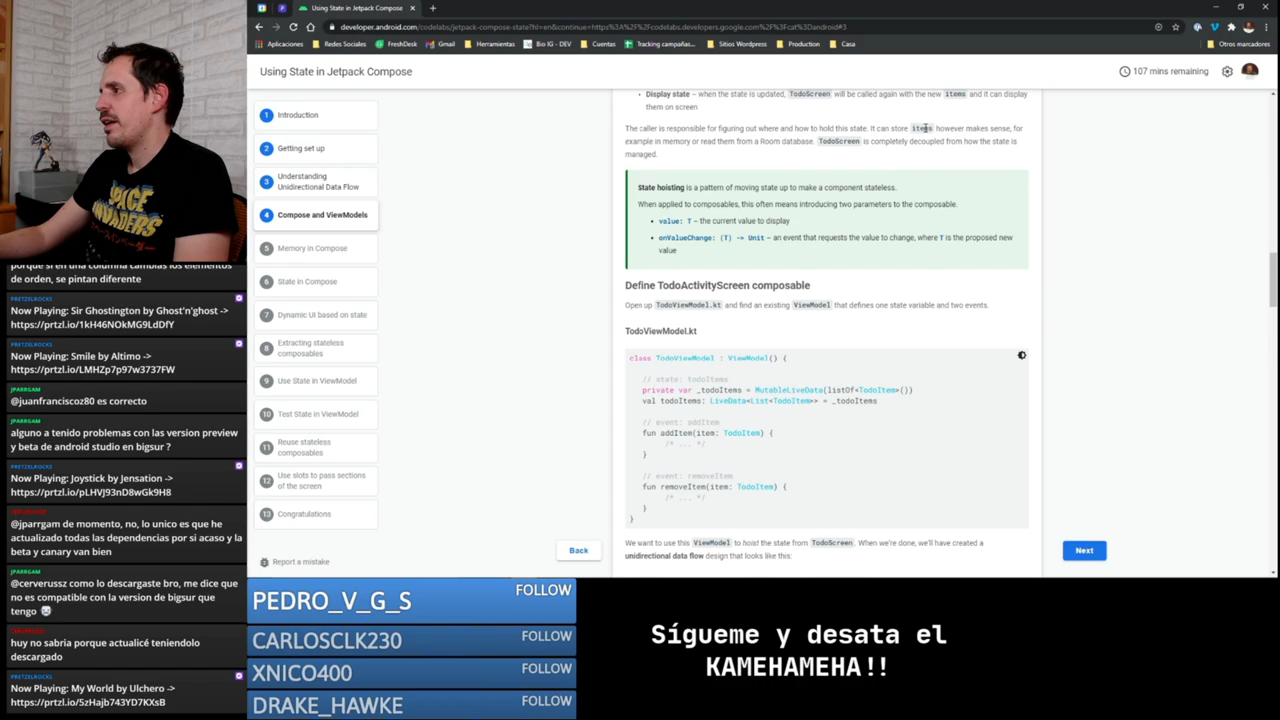 Using State in Jetpack Compose
developer.android.com/codelabs/jetpack-compose-state?hl=en&continue=https%3A%2F%2Fcodelabs.developers.google.com%2F%3Fcat%3Dandroid#3
Aplicaciones
Redes Sociales
FreshDesk
Gmail
Herramientas
Bio IG - DEV
Cuentas
Tracking campañas...
Sitios Wordpress
Production
Casa
Otros marcadores
Using State in Jetpack Compose
107 mins remaining
SPACE
INVADERS
1 Introduction
2 Getting set up
3 Understanding
Unidirectional Data Flow
4 Compose and ViewModels
5 Memory in Compose
6 State in Compose
7 Dynamic UI based on state
8 Extracting stateless
composables
9 Use State in ViewModel
10 Test State in ViewModel
11 Reuse stateless
composables
12 Use slots to pass sections
of the screen
13 Congratulations
Report a mistake
• Display state – when the state is updated, TodoScreen will be called again with the new items and it can display
them on screen
The caller is responsible for figuring out where and how to hold this state. It can store items however makes sense, for
example in memory or read them from a Room database. TodoScreen is completely decoupled from how the state is
managed.
State hoisting is a pattern of moving state up to make a component stateless.
When applied to composables, this often means introducing two parameters to the composable.
• value: T – the current value to display
• onValueChange: (T) -> Unit – an event that requests the value to change, where T is the proposed new
value
Define TodoActivityScreen composable
Open up TodoViewModel.kt and find an existing ViewModel that defines one state variable and two events.
TodoViewModel.kt
class TodoViewModel : ViewModel() {
// state: todoItems
private var _todoItems = MutableLiveData(listOf<TodoItem>())
val todoItems: LiveData<List<TodoItem>> = _todoItems
// event: addItem
fun addItem(item: TodoItem) {
/* ... */
}
// event: removeItem
fun removeItem(item: TodoItem) {
/* ... */
}
}
We want to use this ViewModel to hoist the state from TodoScreen. When we're done, we'll have created a
unidirectional data flow design that looks like this:
Back
Next
porque si en una columna cambias los elementos
de orden, se pintan diferente
PRETZELROCKS
Now Playing: Sir Ghost'n by Ghost'n'ghost ->
https://prtzl.io/1kH46NOkMG9LdDfY
PRETZELROCKS
Now Playing: Smile by Altimo ->
https://prtzl.io/LMHZp7p97w3737FW
JPARRGAM
@juanfrancisc80 es correcto
JPARRGAM
alguno a tenido problemas con las version preview
y beta de android studio en bigsur ?
PRETZELROCKS
Now Playing: Joystick by Jensation ->
https://prtzl.io/oLHVJ93nD8wGk9H8
@jparrgam de momento, no, lo unico es que he
actualizado todas las dependencias por si acaso y la
beta y canary van bien
JPARRGAM
@cerverussz como lo descargaste bro, me dice que
no es compatible con la version de bigsur que
tengo
huy no sabria porque actualicé teniendolo
descargado
PRETZELROCKS
Now Playing: My World by Ulchero ->
https://prtzl.io/5zHajb743YD7KXsB
PEDRO_V_G_S FOLLOW
CARLOSCLK230 FOLLOW
XNICO400 FOLLOW
DRAKE_HAWKE FOLLOW
Sígueme y desata el
KAMEHAMEHA!!